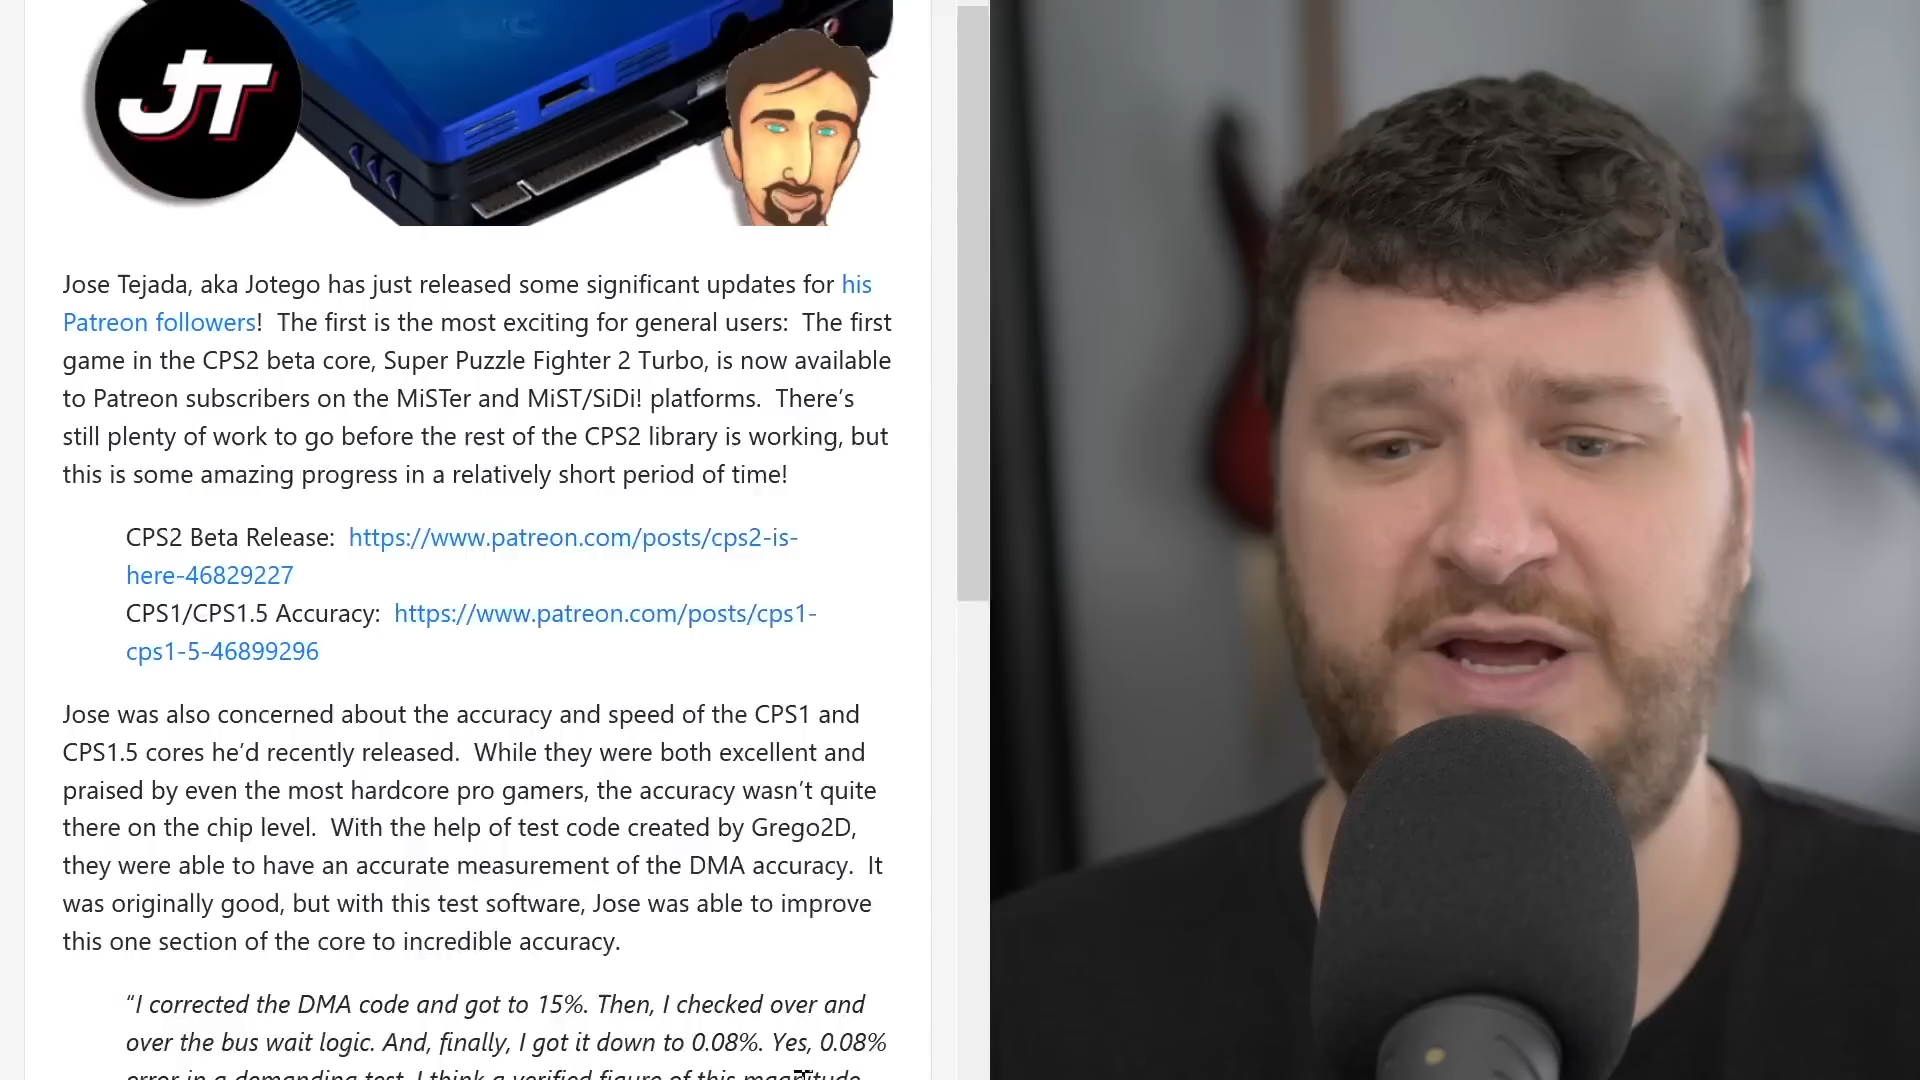 JT
Jose Tejada, aka Jotego has just released some significant updates for his
Patreon followers!  The first is the most exciting for general users:  The first
game in the CPS2 beta core, Super Puzzle Fighter 2 Turbo, is now available
to Patreon subscribers on the MiSTer and MiST/SiDi! platforms.  There’s
still plenty of work to go before the rest of the CPS2 library is working, but
this is some amazing progress in a relatively short period of time!
CPS2 Beta Release:  https://www.patreon.com/posts/cps2-is-
here-46829227
CPS1/CPS1.5 Accuracy:  https://www.patreon.com/posts/cps1-
cps1-5-46899296
Jose was also concerned about the accuracy and speed of the CPS1 and
CPS1.5 cores he’d recently released.  While they were both excellent and
praised by even the most hardcore pro gamers, the accuracy wasn’t quite
there on the chip level.  With the help of test code created by Grego2D,
they were able to have an accurate measurement of the DMA accuracy.  It
was originally good, but with this test software, Jose was able to improve
this one section of the core to incredible accuracy.
“I corrected the DMA code and got to 15%. Then, I checked over and
over the bus wait logic. And, finally, I got it down to 0.08%. Yes, 0.08%
error in a demanding test. I think a verified figure of this magnitude